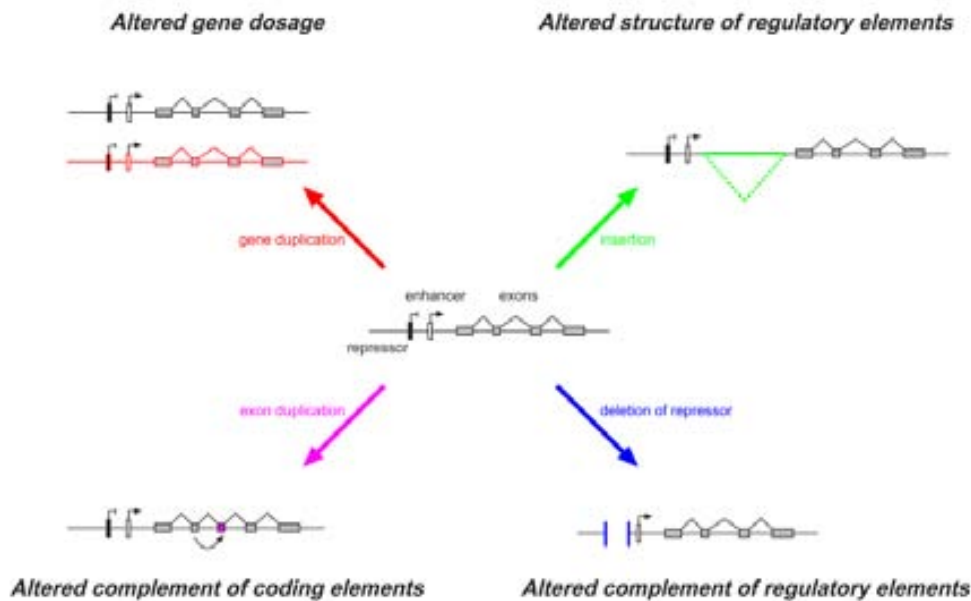 Altered gene dosage
Altered structure of regulatory elements
gene duplication
insertion
enhancer
exons
repressor
exon duplication
deletion of repressor
Altered complement of coding elements
Altered complement of regulatory elements